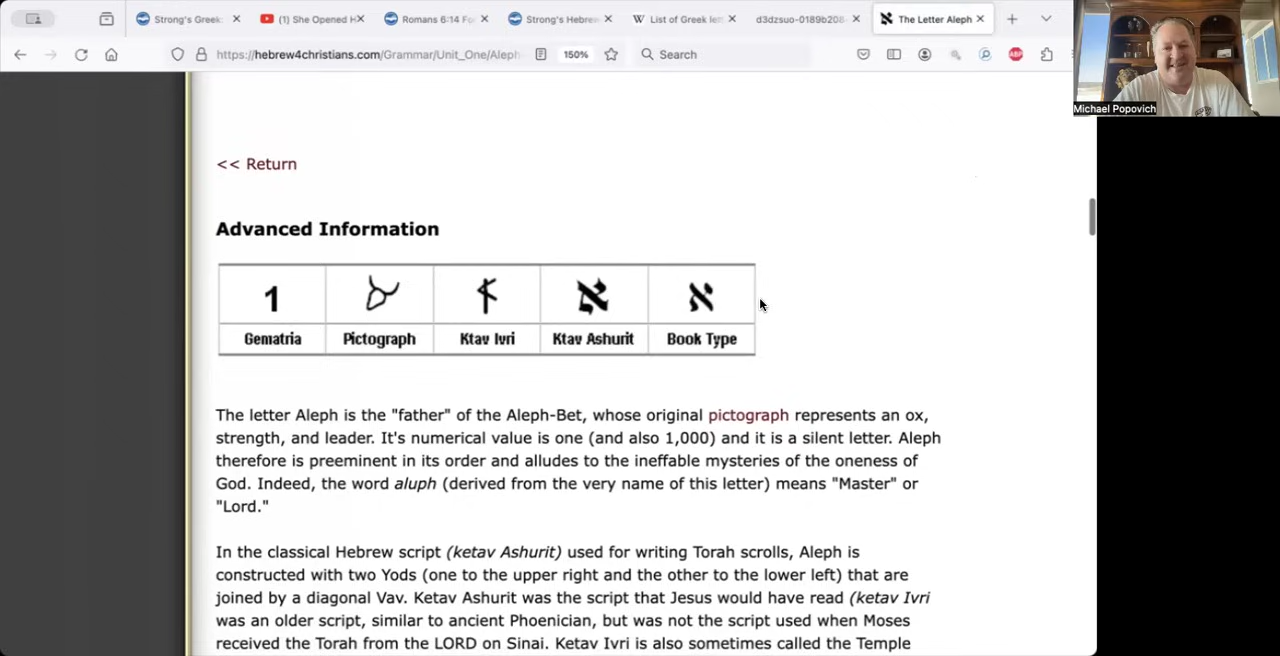 Strong's Greek:
(1) She Opened H
Romans 6:14 Fo
Strong's Hebre
List of Greek let
d3dzsuo-0189b208-
The Letter Aleph
https://hebrew4christians.com/Grammar/Unit_One/Aleph
150%
Search
ABP
Michael Popovich
<< Return
Advanced Information
1 א א
Gematria Pictograph Ktav Ivri Ktav Ashurit Book Type
The letter Aleph is the "father" of the Aleph-Bet, whose original pictograph represents an ox,
strength, and leader. It's numerical value is one (and also 1,000) and it is a silent letter. Aleph
therefore is preeminent in its order and alludes to the ineffable mysteries of the oneness of
God. Indeed, the word aluph (derived from the very name of this letter) means "Master" or
"Lord."
In the classical Hebrew script (ketav Ashurit) used for writing Torah scrolls, Aleph is
constructed with two Yods (one to the upper right and the other to the lower left) that are
joined by a diagonal Vav. Ketav Ashurit was the script that Jesus would have read (ketav Ivri
was an older script, similar to ancient Phoenician, but was not the script used when Moses
received the Torah from the LORD on Sinai. Ketav Ivri is also sometimes called the Temple